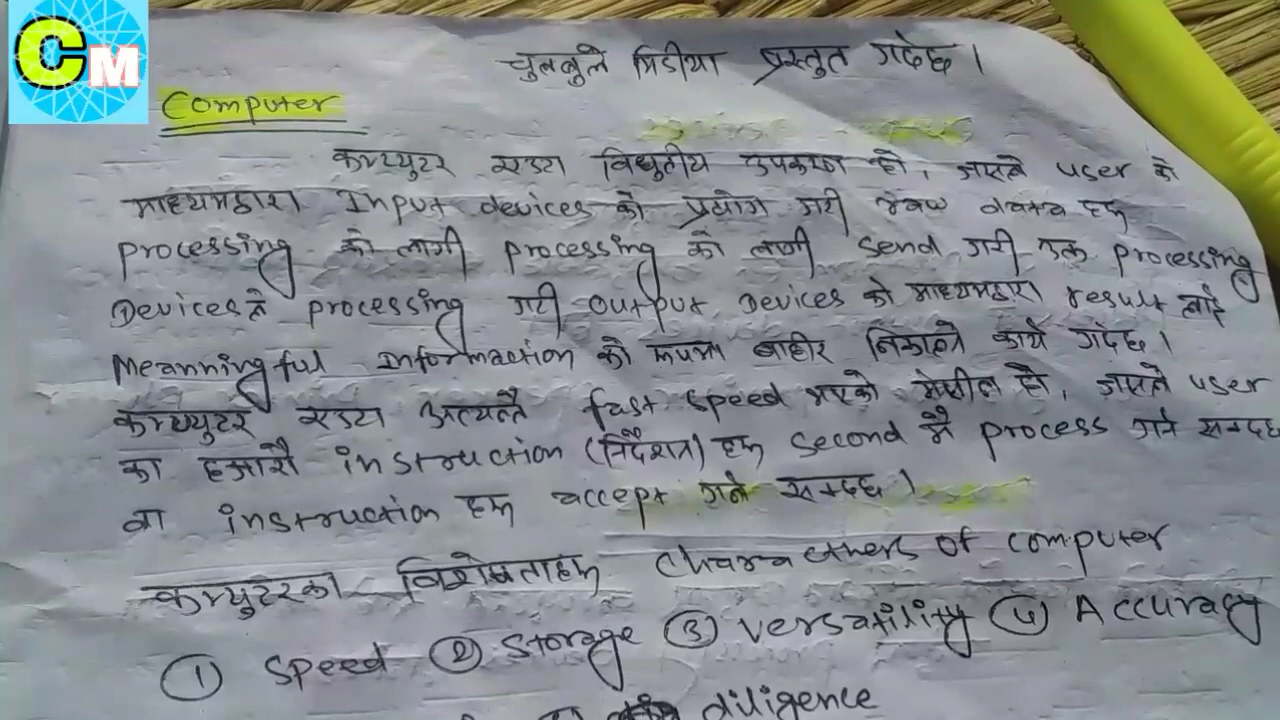 CM
चुलबुले मिडीया प्रस्तुत गर्दछ ।
Computer
कम्प्युटर एउटा विधुतीय उपकरण हो, जसले user को
माध्यमद्वारा Input devices को प्रयोग गरी raw data हरू
processing को लागी processing को लागी send गरी उक्त processing
Devices ले processing गरी output Devices को माध्यमद्वारा result लाई
Meanningful Information को रूपमा बाहीर निकाल्ने कार्य गर्दछ ।
कम्प्युटर एउटा अत्यन्तै fast speed भएको मेसीन हो, जसले user
का हजारौ instruction (निर्देशन) हरू second मै process गर्न सक्दछ
वा instruction हरू accept गर्न सक्दछ ।
कम्प्युटरका विशेषताहरू characthers of computer
① speed ② storage ③ versatility ④ Accuracy
diligence